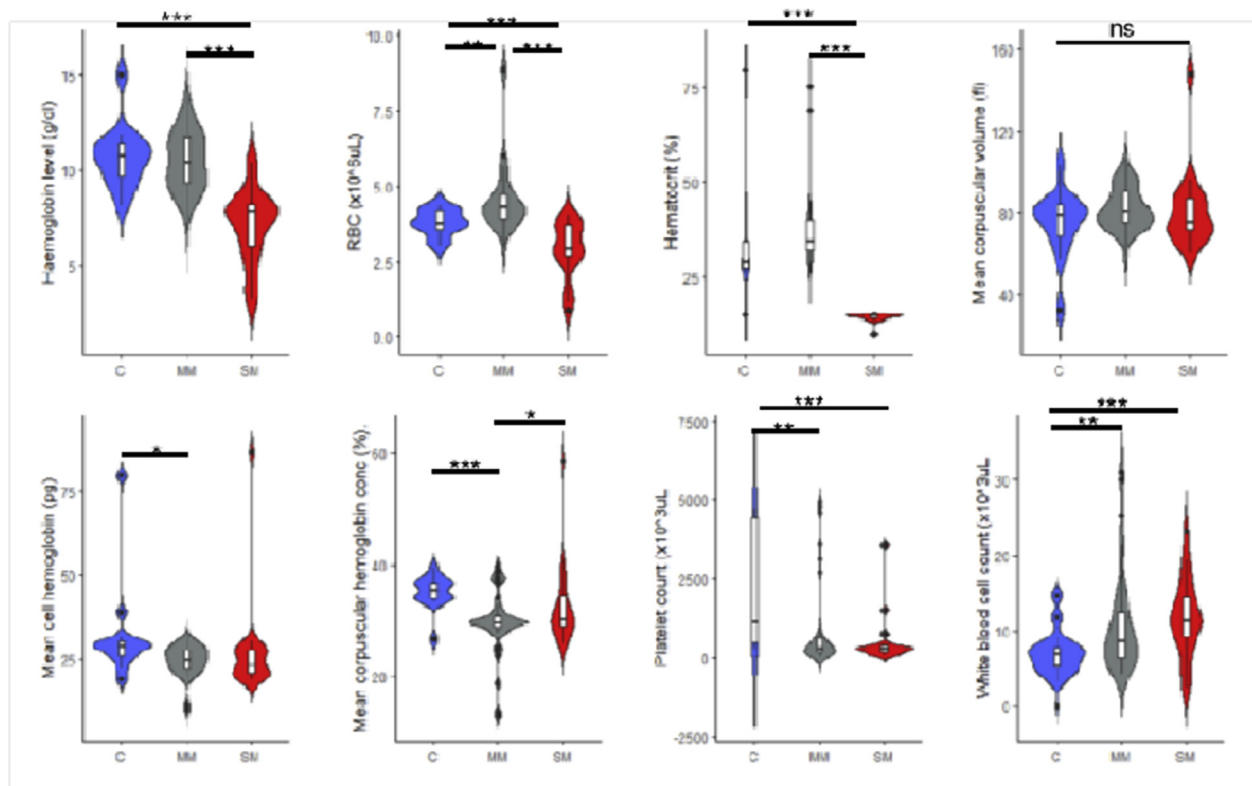 ***
***
Haemoglobin level (g/dl)
15
10
5
C MM SM
***
** ***
RBC (x10^6uL)
10.0
7.5
5.0
2.5
0.0
C MM SM
***
***
Hematocrit (%)
75
50
25
C MM SM
ns
Mean corpuscular volume (fl)
160
120
80
40
C MM SM
*
Mean cell hemoglobin (pg)
75
50
25
C MM SM
*
***
Mean corpuscular hemoglobin conc (%).
60
40
20
C MM SM
***
**
Platelet count (x10^3uL
7500
5000
2500
0
-2500
C MM SM
***
**
White blood cell count (x10^3uL
30
20
10
0
C MM SM